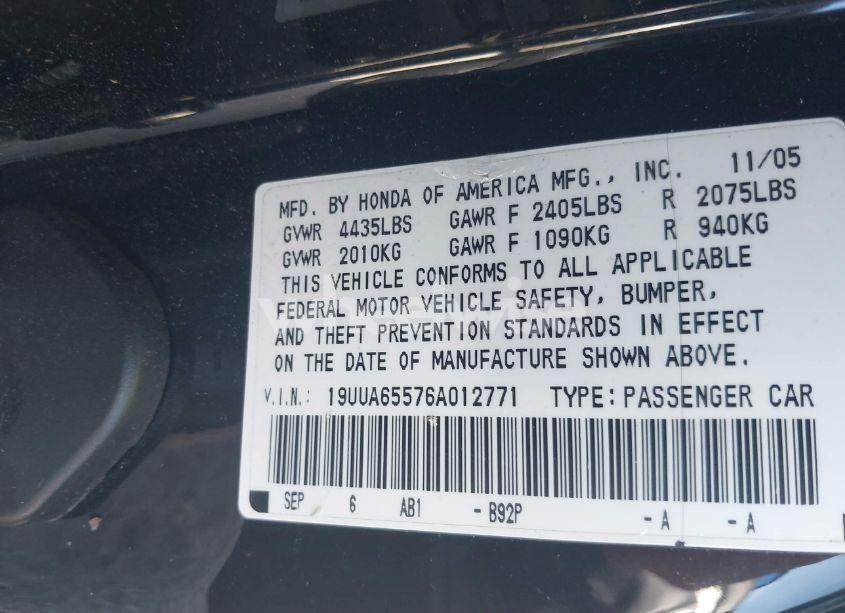 MFD. BY HONDA OF AMERICA MFG., INC. 11/05
GVWR 4435LBS GAWR F 2405LBS R 2075LBS
GVWR 2010KG GAWR F 1090KG R 940KG
THIS VEHICLE CONFORMS TO ALL APPLICABLE
FEDERAL MOTOR VEHICLE SAFETY, BUMPER,
AND THEFT PREVENTION STANDARDS IN EFFECT
ON THE DATE OF MANUFACTURE SHOWN ABOVE.
V.I.N.: 19UUA65576A012771 TYPE: PASSENGER CAR
SEP 6 AB1 - B92P - A - A